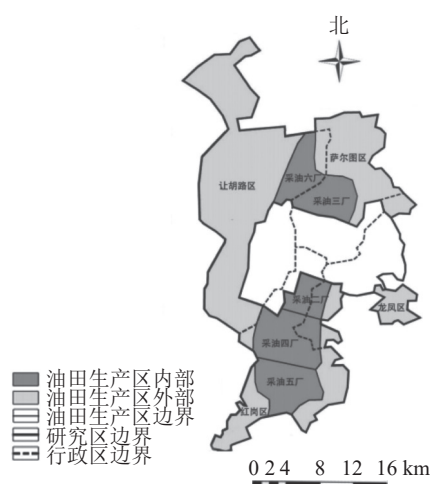 北
萨尔图区
采油六厂
让胡路区
采油三厂
采油二厂
龙凤区
采油四厂
采油五厂
红岗区
油田生产区内部
油田生产区外部
油田生产区边界
研究区边界
行政区边界
0 2 4 8 12 16 km